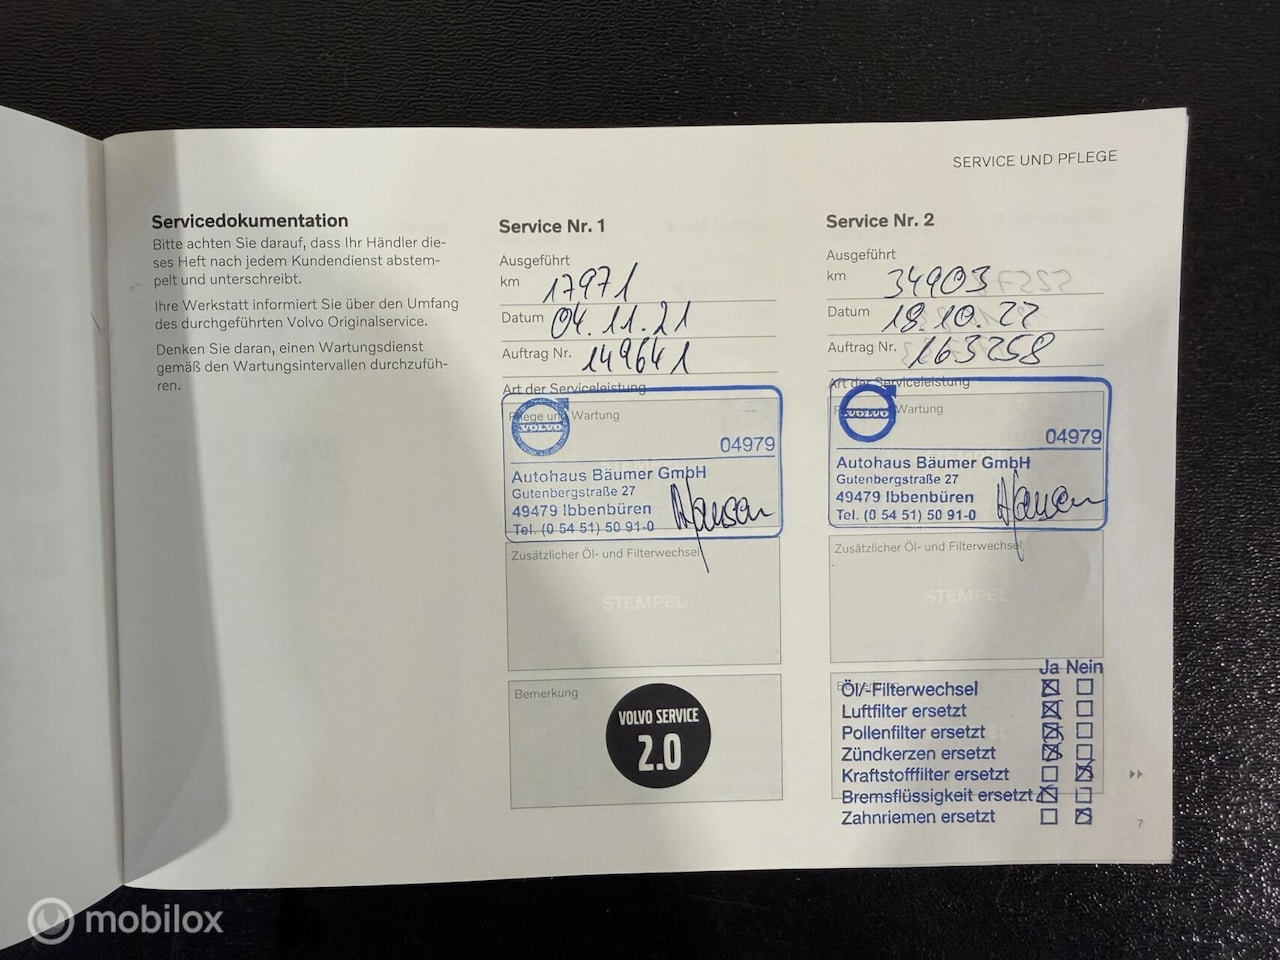 SERVICE UND PFLEGE
Servicedokumentation
Bitte achten Sie darauf, dass Ihr Händler die-
ses Heft nach jedem Kundendienst abstem-
pelt und unterschreibt.
Ihre Werkstatt informiert Sie über den Umfang
des durchgeführten Volvo Originalservice.
Denken Sie daran, einen Wartungsdienst
gemäß den Wartungsintervallen durchzufüh-
ren.
Service Nr. 1
Ausgeführt
km 17971
Datum 04.11.21
Auftrag Nr. 149641
Art der Serviceleistung
Pflege und Wartung
VOLVO
04979
Autohaus Bäumer GmbH
Gutenbergstraße 27
49479 Ibbenbüren
Tel. (0 54 51) 50 91-0
Zusätzlicher Öl- und Filterwechsel
STEMPEL
Bemerkung
VOLVO SERVICE
2.0
Service Nr. 2
Ausgeführt
km 34903
Datum 18.10.22
Auftrag Nr. 163258
Art der Serviceleistung
Wartung
VOLVO
04979
Autohaus Bäumer GmbH
Gutenbergstraße 27
49479 Ibbenbüren
Tel. (0 54 51) 50 91-0
Zusätzlicher Öl- und Filterwechsel
STEMPEL
Ja Nein
Öl/-Filterwechsel
Luftfilter ersetzt
Pollenfilter ersetzt
Zündkerzen ersetzt
Kraftstofffilter ersetzt
Bremsflüssigkeit ersetzt
Zahnriemen ersetzt
7
mobilox